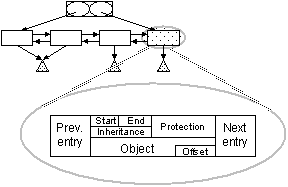 Prev.
entry
Start End
Inheritance
Protection
Object
Offset
Next
entry